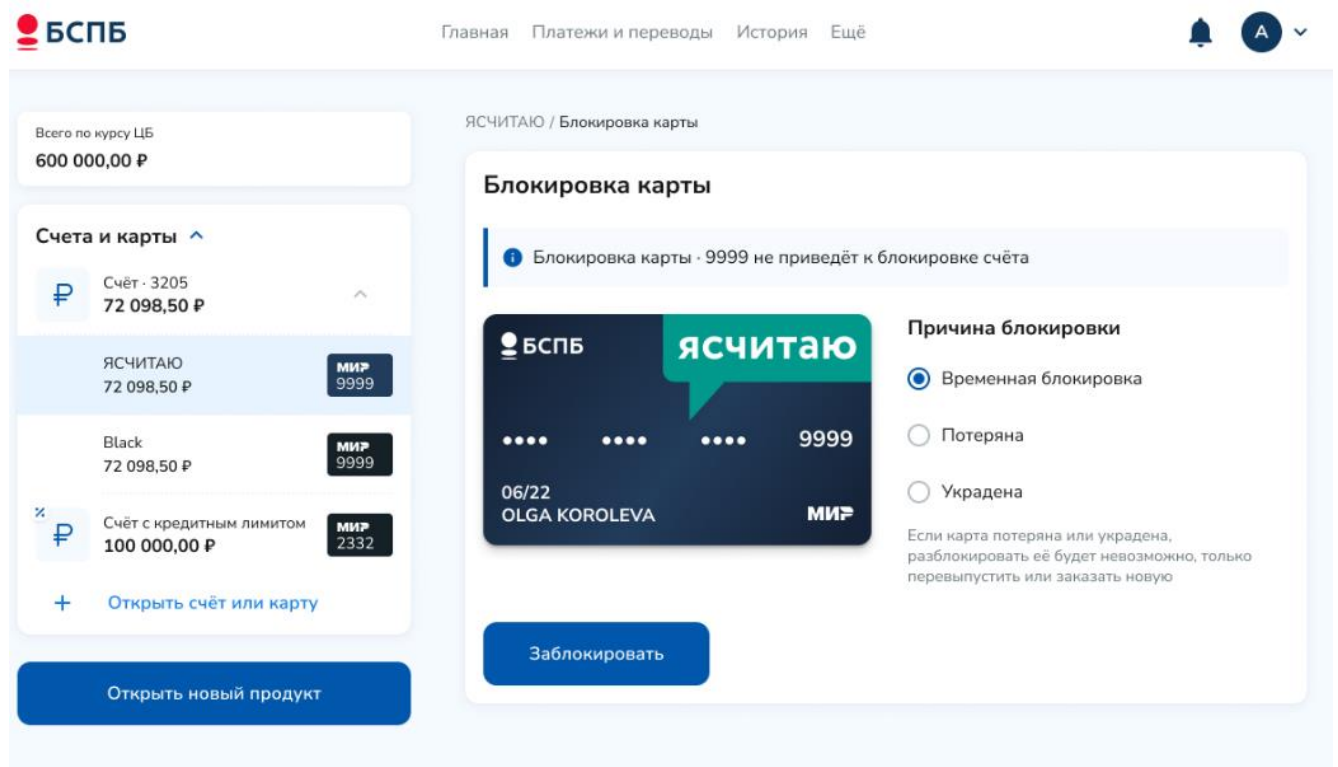 БСПБ
Главная Платежи и переводы История Ещё
А
Всего по курсу ЦБ
600 000,00 ₽
Счета и карты
₽
Счёт · 3205
72 098,50 ₽
ЯСЧИТАЮ
72 098,50 ₽
МИР
9999
Black
72 098,50 ₽
МИР
9999
%
₽
Счёт с кредитным лимитом
100 000,00 ₽
МИР
2332
+ Открыть счёт или карту
Открыть новый продукт
ЯСЧИТАЮ / Блокировка карты
Блокировка карты
Блокировка карты · 9999 не приведёт к блокировке счёта
БСПБ
ясчитаю
•••• •••• •••• 9999
06/22
OLGA KOROLEVA
МИР
Причина блокировки
Временная блокировка
Потеряна
Украдена
Если карта потеряна или украдена,
разблокировать её будет невозможно, только
перевыпустить или заказать новую
Заблокировать